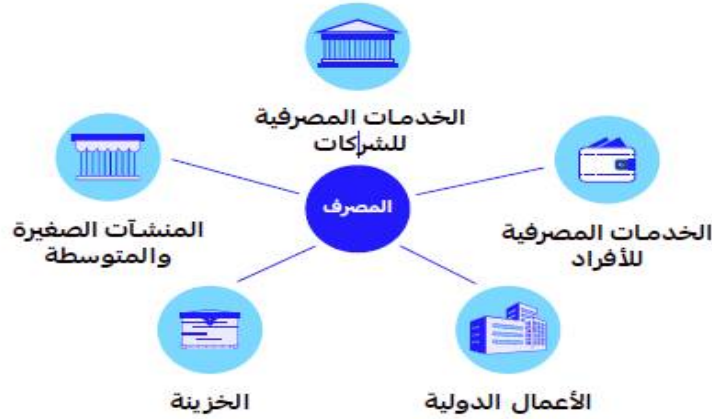 الخدمات المصرفية
للشركات
المصرف
الخدمات المصرفية
للأفراد
المنشآت الصغيرة
والمتوسطة
الأعمال الدولية
الخزينة